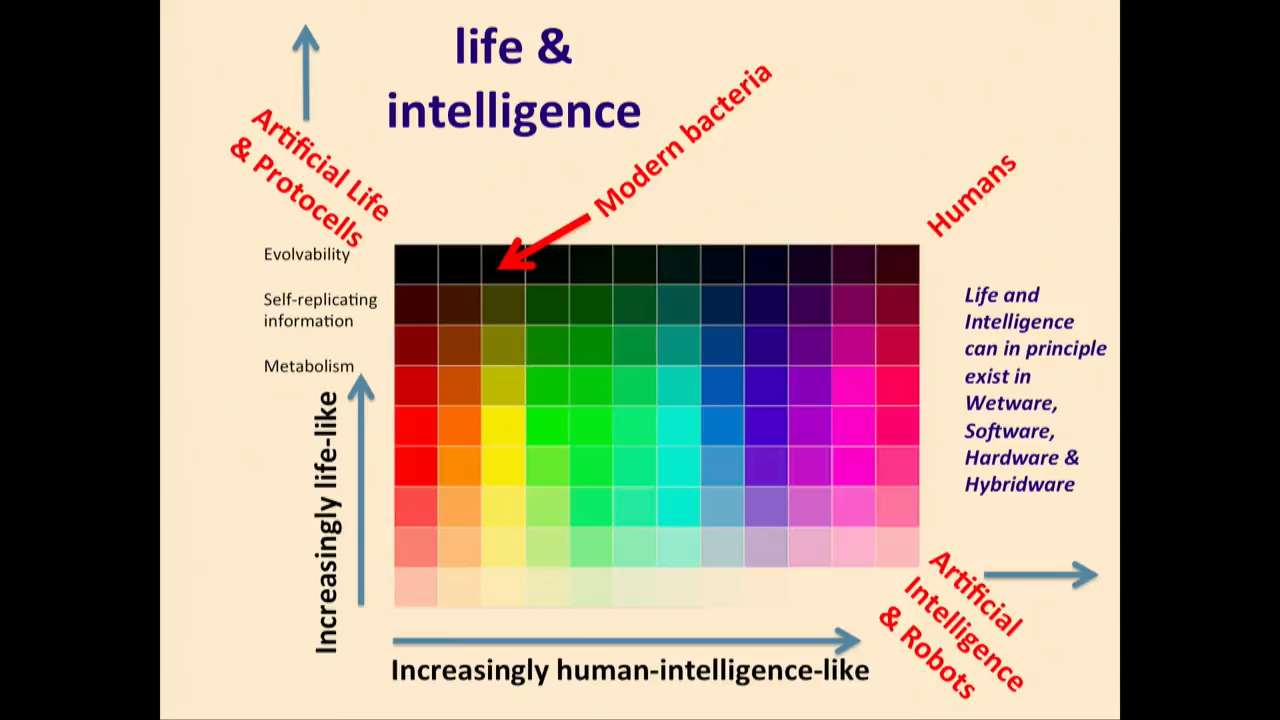 life &
intelligence
Artificial Life
& Protocells
Modern bacteria
Humans
Evolvability
Self-replicating
information
Metabolism
Increasingly life-like
Life and
Intelligence
can in principle
exist in
Wetware,
Software,
Hardware &
Hybridware
Artificial
Intelligence
& Robots
Increasingly human-intelligence-like